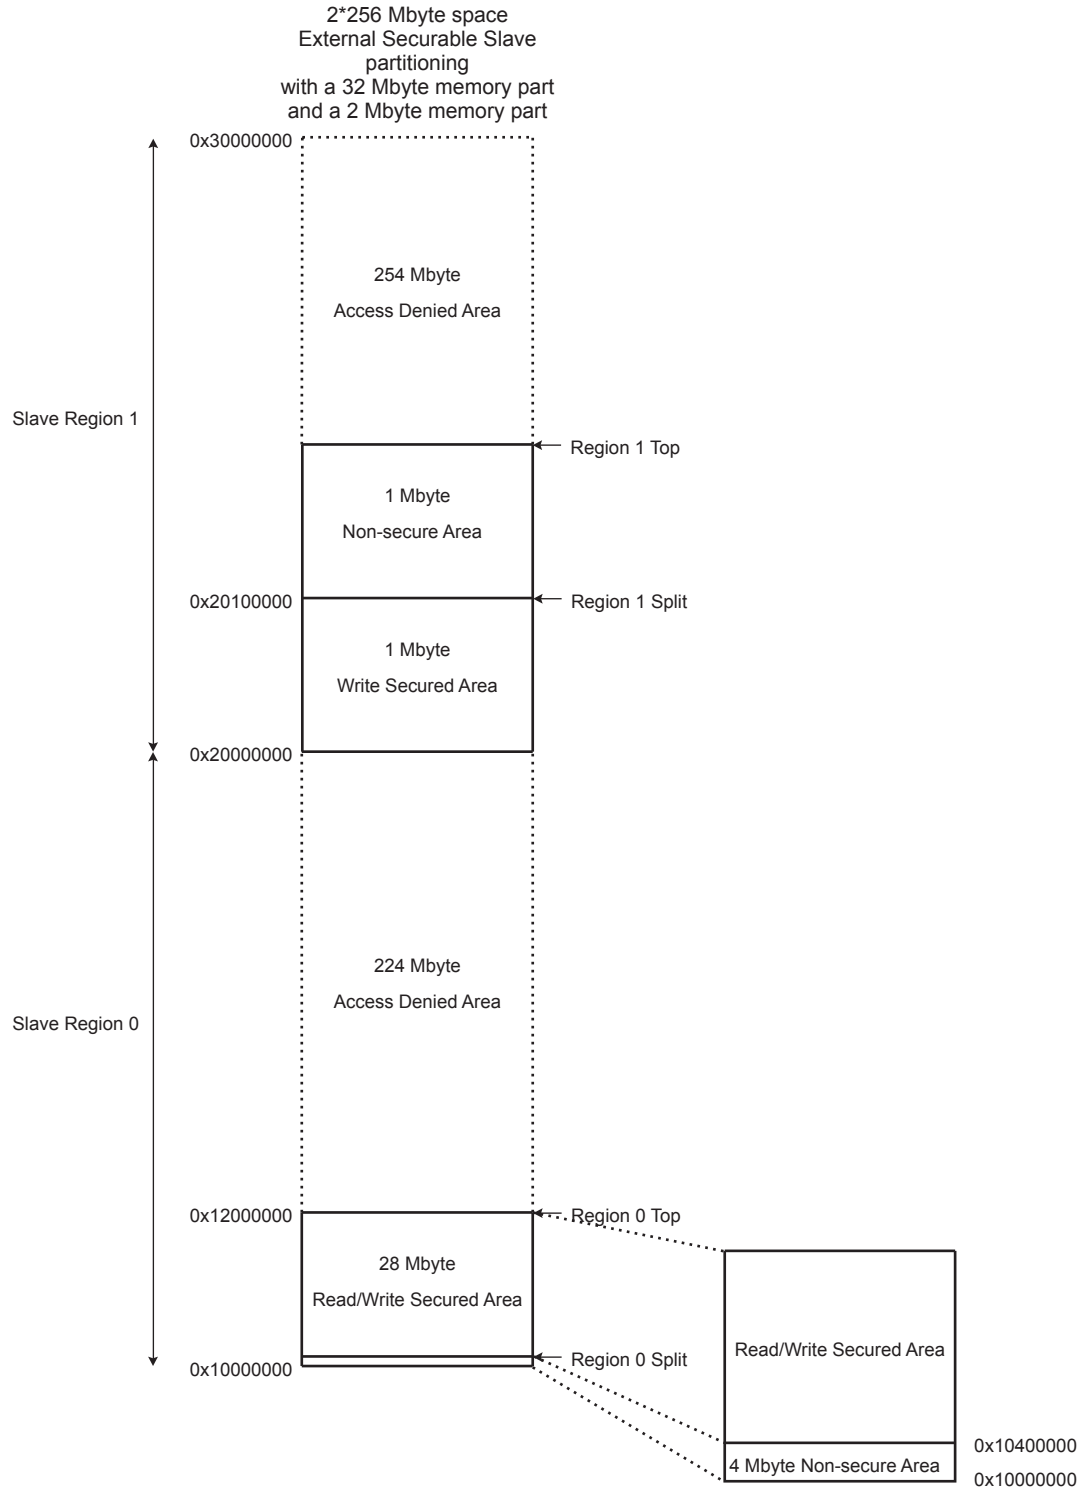 2*256 Mbyte space
External Securable Slave
partitioning
with a 32 Mbyte memory part
and a 2 Mbyte memory part
0x30000000
254 Mbyte
Access Denied Area
Slave Region 1
Region 1 Top
1 Mbyte
Non-secure Area
0x20100000
Region 1 Split
1 Mbyte
Write Secured Area
0x20000000
224 Mbyte
Access Denied Area
Slave Region 0
0x12000000
Region 0 Top
28 Mbyte
Read/Write Secured Area
Region 0 Split
0x10000000
Read/Write Secured Area
0x10400000
4 Mbyte Non-secure Area
0x10000000